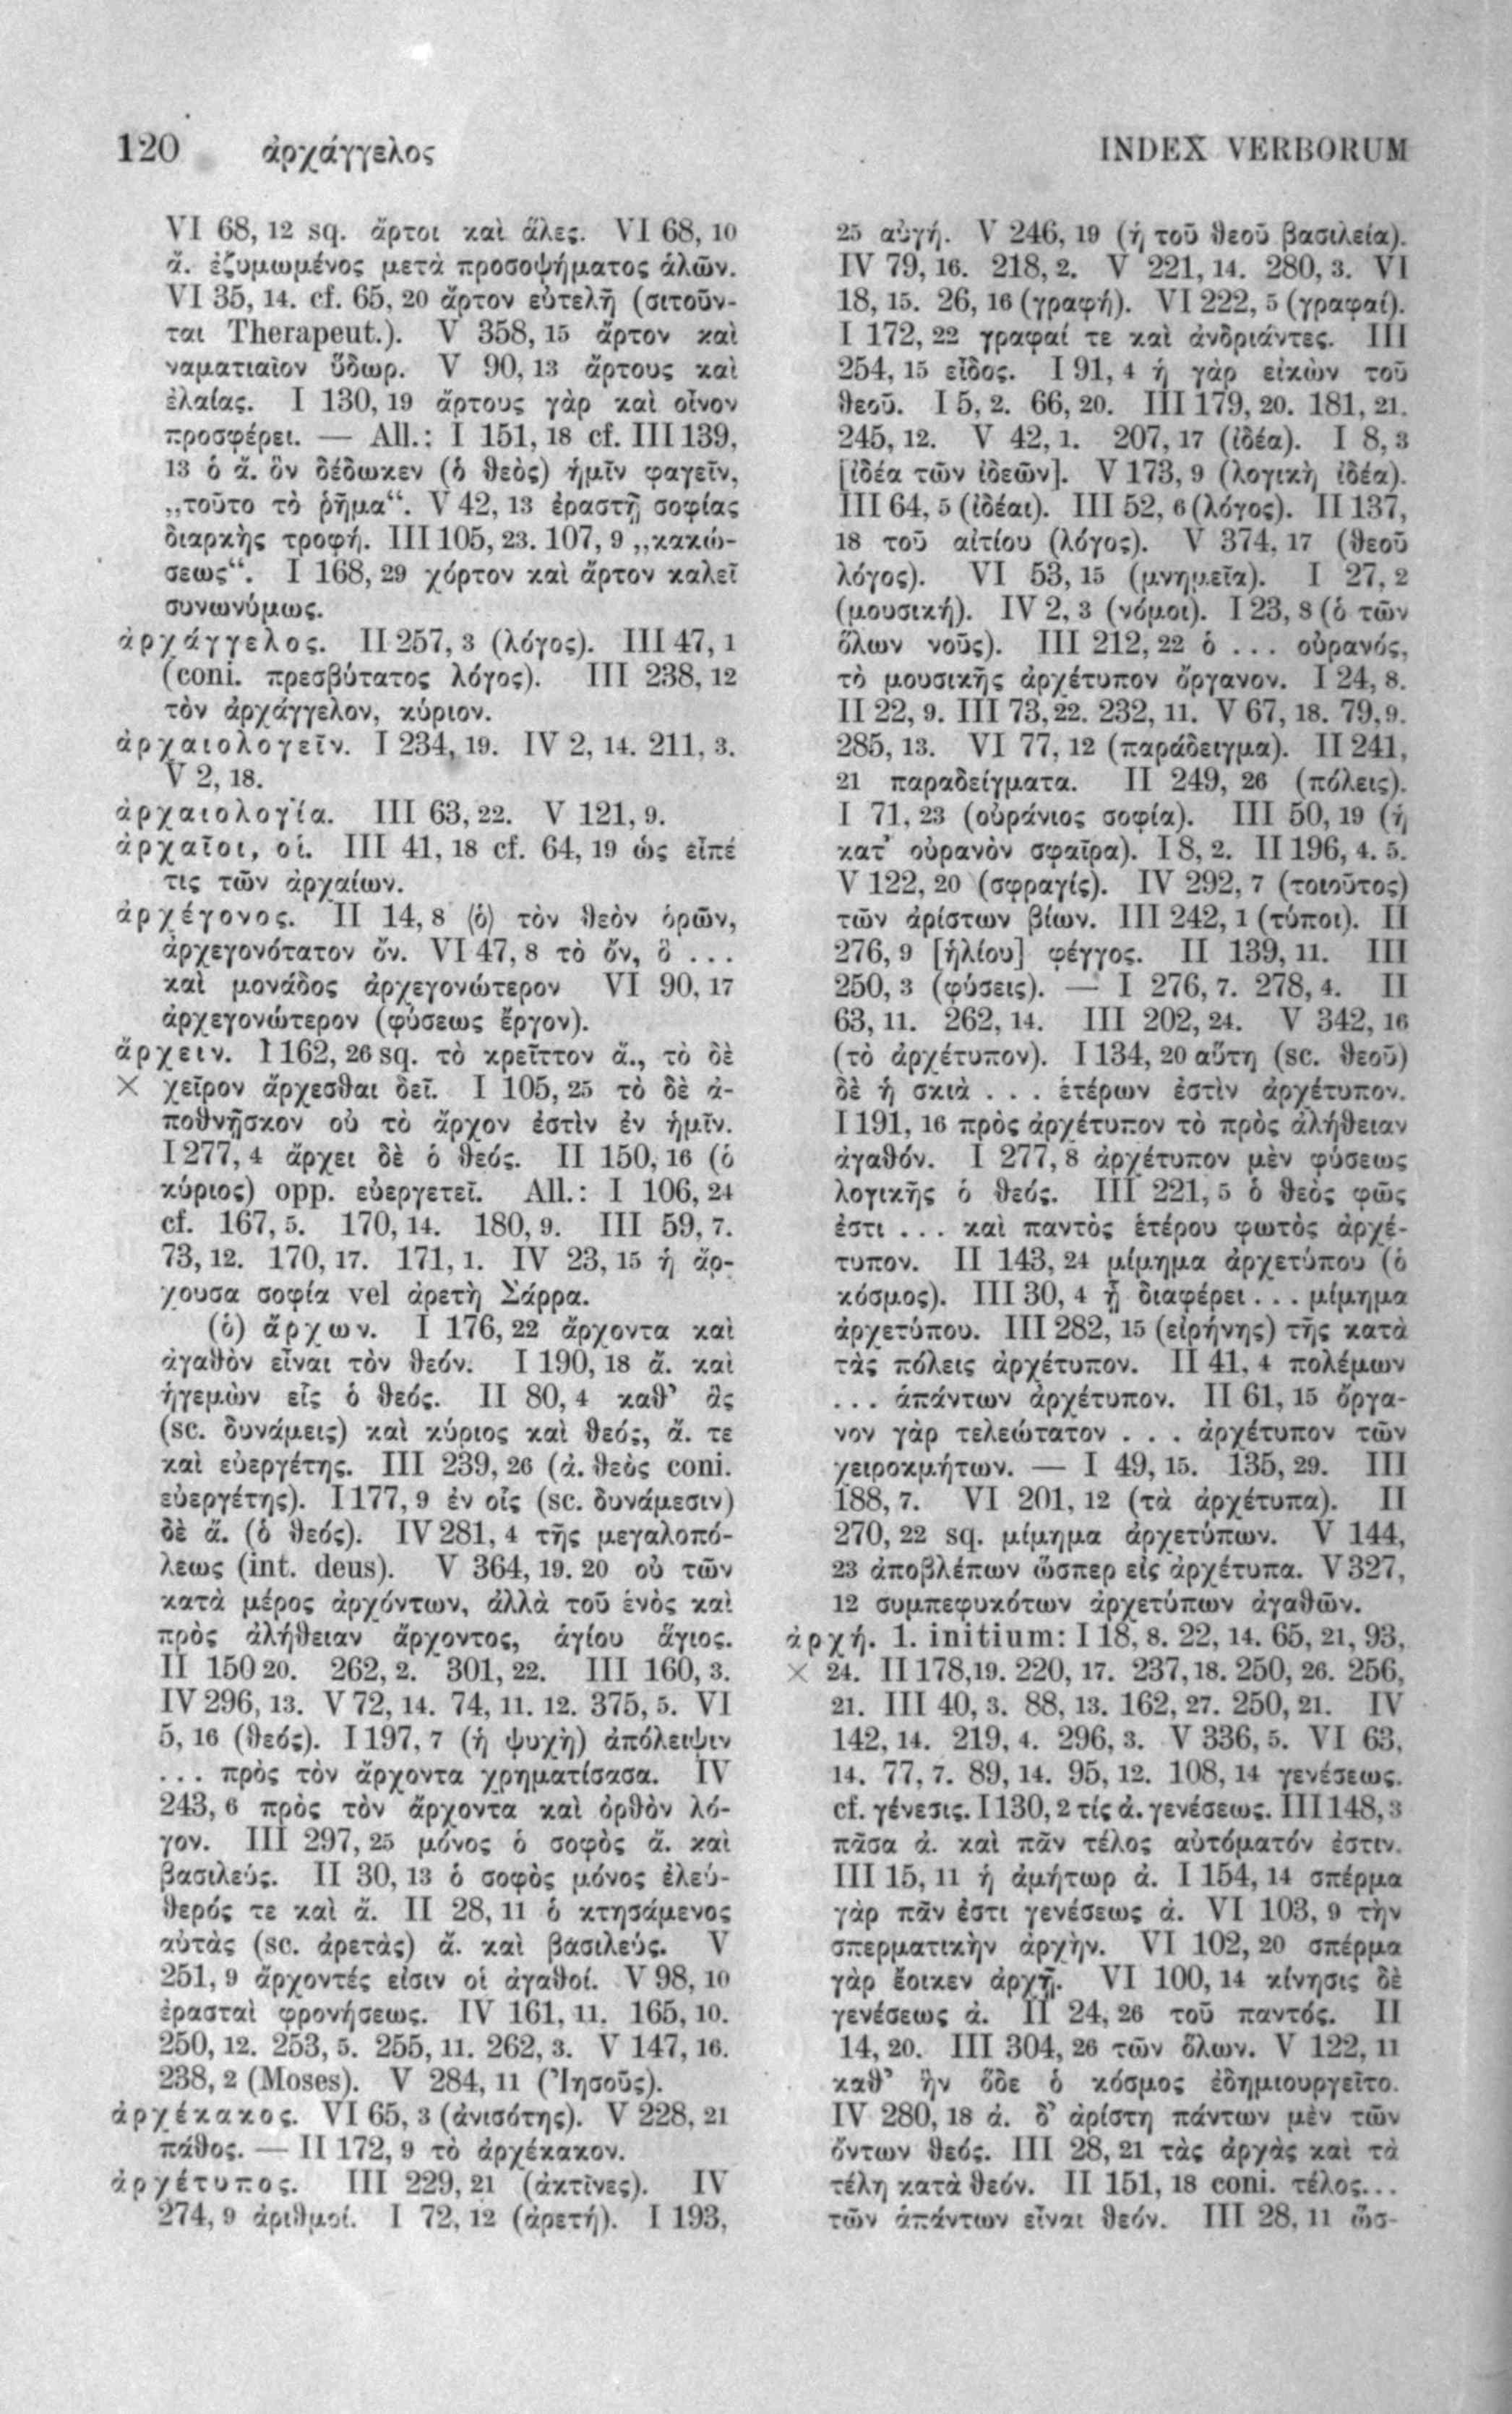 120 ἀρχάγγελος
INDEX VERBORUM
VI 68, 12 sq. ἄρτοι καὶ ἅλες. VI 68, 10
ἄ. ἐζυμωμένος μετὰ προσοψήματος ἁλῶν.
VI 35, 14. cf. 65, 20 ἄρτον εὐτελῆ (σιτοῦν-
ται Therapeut.). V 358, 15 ἄρτον καὶ
ναματιαῖον ὕδωρ. V 90, 13 ἄρτους καὶ
ἐλαίας. I 130, 19 ἄρτους γὰρ καὶ οἶνον
προσφέρει. — All.: I 151, 18 cf. III 139,
13 ὁ ἄ. ὃν δέδωκεν (ὁ θεὸς) ἡμῖν φαγεῖν,
„τοῦτο τὸ ῥῆμα“. V 42, 13 ἐραστῇ σοφίας
διαρκὴς τροφή. III 105, 23. 107, 9 „κακώ-
σεως“. I 168, 29 χόρτον καὶ ἄρτον καλεῖ
συνωνύμως.
ἀρχάγγελος. II 257, 3 (λόγος). III 47, 1
(coni. πρεσβύτατος λόγος). III 238, 12
τὸν ἀρχάγγελον, κύριον.
ἀρχαιολογεῖν. I 234, 19. IV 2, 14. 211, 3.
V 2, 18.
ἀρχαιολογία. III 63, 22. V 121, 9.
ἀρχαῖοι, οἱ. III 41, 18 cf. 64, 19 ὡς εἶπέ
τις τῶν ἀρχαίων.
ἀρχέγονος. II 14, 8 (ὁ) τὸν θεὸν ὁρῶν,
ἀρχεγονότατον ὄν. VI 47, 8 τὸ ὄν, ὃ ...
καὶ μονάδος ἀρχεγονώτερον VI 90, 17
ἀρχεγονώτερον (φύσεως ἔργον).
ἄρχειν. I 162, 26 sq. τὸ κρεῖττον ἄ., τὸ δὲ
× χεῖρον ἄρχεσθαι δεῖ. I 105, 25 τὸ δὲ ἀ-
ποθνῇσκον οὐ τὸ ἄρχον ἐστὶν ἐν ἡμῖν.
I 277, 4 ἄρχει δὲ ὁ θεός. II 150, 16 (ὁ
κύριος) opp. εὐεργετεῖ. All.: I 106, 24
cf. 167, 5. 170, 14. 180, 9. III 59, 7.
73, 12. 170, 17. 171, 1. IV 23, 15 ἡ ἄρ-
χουσα σοφία vel ἀρετὴ Σάρρα.
(ὁ) ἄρχων. I 176, 22 ἄρχοντα καὶ
ἀγαθὸν εἶναι τὸν θεόν. I 190, 18 ἄ. καὶ
ἡγεμὼν εἷς ὁ θεός. II 80, 4 καθ’ ἃς
(sc. δυνάμεις) καὶ κύριος καὶ θεός, ἄ. τε
καὶ εὐεργέτης. III 239, 26 (ἀ. θεὸς coni.
εὐεργέτης). I 177, 9 ἐν οἷς (sc. δυνάμεσιν)
δὲ ἄ. (ὁ θεός). IV 281, 4 τῆς μεγαλοπό-
λεως (int. deus). V 364, 19. 20 οὐ τῶν
κατὰ μέρος ἀρχόντων, ἀλλὰ τοῦ ἑνὸς καὶ
πρὸς ἀλήθειαν ἄρχοντος, ἁγίου ἅγιος.
II 150 20. 262, 2. 301, 22. III 160, 3.
IV 296, 13. V 72, 14. 74, 11. 12. 375, 5. VI
5, 16 (θεός). I 197, 7 (ἡ ψυχὴ) ἀπόλειψιν
... πρὸς τὸν ἄρχοντα χρηματίσασα. IV
243, 6 πρὸς τὸν ἄρχοντα καὶ ὀρθὸν λό-
γον. III 297, 25 μόνος ὁ σοφὸς ἄ. καὶ
βασιλεύς. II 30, 13 ὁ σοφὸς μόνος ἐλεύ-
θερός τε καὶ ἄ. II 28, 11 ὁ κτησάμενος
αὐτὰς (sc. ἀρετὰς) ἄ. καὶ βασιλεύς. V
251, 9 ἄρχοντές εἰσιν οἱ ἀγαθοί. V 98, 10
ἐρασταὶ φρονήσεως. IV 161, 11. 165, 10.
250, 12. 253, 5. 255, 11. 262, 3. V 147, 16.
238, 2 (Moses). V 284, 11 (Ἰησοῦς).
ἀρχέκακος. VI 65, 3 (ἀνισότης). V 228, 21
πάθος. — II 172, 9 τὸ ἀρχέκακον.
ἀρχέτυπος. III 229, 21 (ἀκτῖνες). IV
274, 9 ἀριθμοί. I 72, 12 (ἀρετή). I 193,
25 αὐγή. V 246, 19 (ἡ τοῦ θεοῦ βασιλεία).
IV 79, 16. 218, 2. V 221, 14. 280, 3. VI
18, 15. 26, 16 (γραφή). VI 222, 5 (γραφαί).
I 172, 22 γραφαί τε καὶ ἀνδριάντες. III
254, 15 εἶδος. I 91, 4 ἡ γὰρ εἰκὼν τοῦ
θεοῦ. I 5, 2. 66, 20. III 179, 20. 181, 21.
245, 12. V 42, 1. 207, 17 (ἰδέα). I 8, 3
[ἰδέα τῶν ἰδεῶν]. V 173, 9 (λογικὴ ἰδέα).
III 64, 5 (ἰδέαι). III 52, 6 (λόγος). II 137,
18 τοῦ αἰτίου (λόγος). V 374, 17 (θεοῦ
λόγος). VI 53, 15 (μνημεῖα). I 27, 2
(μουσική). IV 2, 3 (νόμοι). I 23, 8 (ὁ τῶν
ὅλων νοῦς). III 212, 22 ὁ ... οὐρανός,
τὸ μουσικῆς ἀρχέτυπον ὄργανον. I 24, 8.
II 22, 9. III 73, 22. 232, 11. V 67, 18. 79, 9.
285, 13. VI 77, 12 (παράδειγμα). II 241,
21 παραδείγματα. II 249, 26 (πόλεις).
I 71, 23 (οὐράνιος σοφία). III 50, 19 (ἡ
κατ’ οὐρανὸν σφαῖρα). I 8, 2. II 196, 4. 5.
V 122, 20 (σφραγίς). IV 292, 7 (τοιοῦτος)
τῶν ἀρίστων βίων. III 242, 1 (τύποι). II
276, 9 [ἡλίου] φέγγος. II 139, 11. III
250, 3 (φύσεις). — I 276, 7. 278, 4. II
63, 11. 262, 14. III 202, 24. V 342, 16
(τὸ ἀρχέτυπον). I 134, 20 αὕτη (sc. θεοῦ)
δὲ ἡ σκιὰ ... ἑτέρων ἐστὶν ἀρχέτυπον.
I 191, 16 πρὸς ἀρχέτυπον τὸ πρὸς ἀλήθειαν
ἀγαθόν. I 277, 8 ἀρχέτυπον μὲν φύσεως
λογικῆς ὁ θεός. III 221, 5 ὁ θεὸς φῶς
ἐστι ... καὶ παντὸς ἑτέρου φωτὸς ἀρχέ-
τυπον. II 143, 24 μίμημα ἀρχετύπου (ὁ
κόσμος). III 30, 4 ᾗ διαφέρει ... μίμημα
ἀρχετύπου. III 282, 15 (εἰρήνης) τῆς κατὰ
τὰς πόλεις ἀρχέτυπον. II 41, 4 πολέμων
... ἁπάντων ἀρχέτυπον. II 61, 15 ὄργα-
νον γὰρ τελεώτατον ... ἀρχέτυπον τῶν
χειροκμήτων. — I 49, 15. 135, 29. III
188, 7. VI 201, 12 (τὰ ἀρχέτυπα). II
270, 22 sq. μίμημα ἀρχετύπων. V 144,
23 ἀποβλέπων ὥσπερ εἰς ἀρχέτυπα. V 327,
12 συμπεφυκότων ἀρχετύπων ἀγαθῶν.
ἀρχή. 1. initium: I 18, 8. 22, 14. 65, 21, 93,
× 24. II 178, 19. 220, 17. 237, 18. 250, 26. 256,
21. III 40, 3. 88, 13. 162, 27. 250, 21. IV
142, 14. 219, 4. 296, 3. V 336, 5. VI 63,
14. 77, 7. 89, 14. 95, 12. 108, 14 γενέσεως.
cf. γένεσις. I 130, 2 τίς ἀ. γενέσεως. III 148, 3
πᾶσα ἀ. καὶ πᾶν τέλος αὐτόματόν ἐστιν.
III 15, 11 ἡ ἀμήτωρ ἀ. I 154, 14 σπέρμα
γὰρ πᾶν ἐστι γενέσεως ἀ. VI 103, 9 τὴν
σπερματικὴν ἀρχὴν. VI 102, 20 σπέρμα
γὰρ ἔοικεν ἀρχῇ. VI 100, 14 κίνησις δὲ
γενέσεως ἀ. II 24, 26 τοῦ παντός. II
14, 20. III 304, 26 τῶν ὅλων. V 122, 11
καθ’ ἣν ὅδε ὁ κόσμος ἐδημιουργεῖτο.
IV 280, 18 ἀ. δ’ ἀρίστη πάντων μὲν τῶν
ὄντων θεός. III 28, 21 τὰς ἀρχὰς καὶ τὰ
τέλη κατὰ θεόν. II 151, 18 coni. τέλος...
τῶν ἁπάντων εἶναι θεόν. III 28, 11 ὥσ-